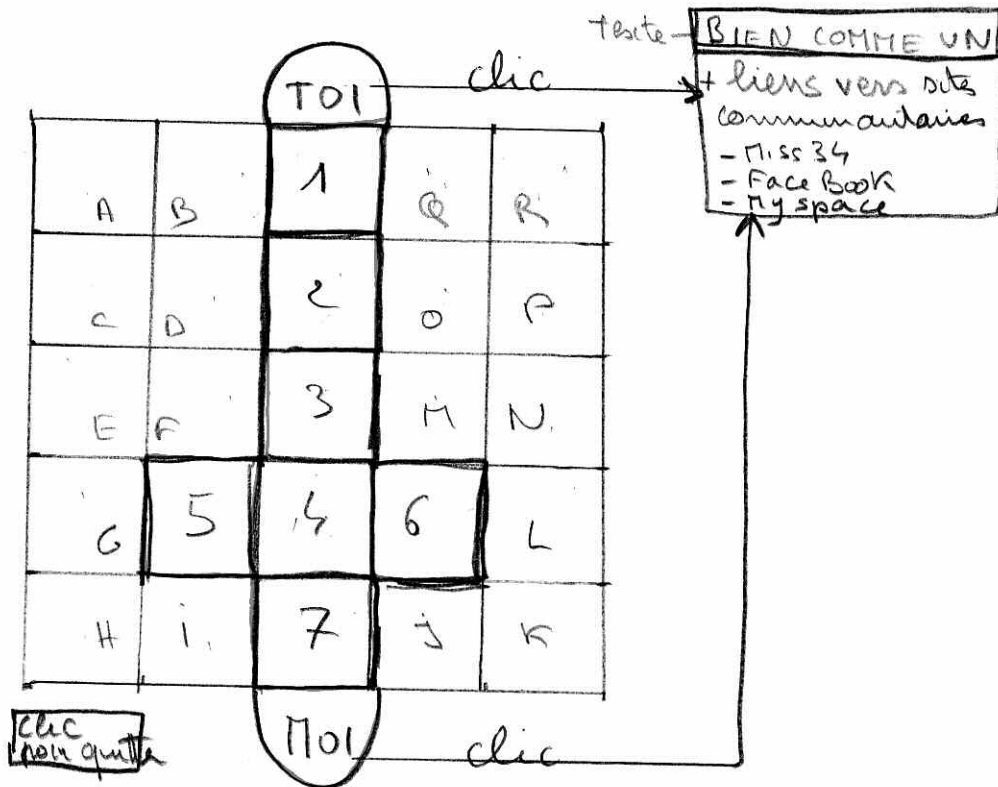 Texte
BIEN COMME UN
TOI
clic
+ liens vers sites
communautaires
- Miss 34
- FaceBook
- My space
A B 1 Q R
C D 2 O P
E F 3 M N.
G 5 4 6 L
H i. 7 J K
clic
pour quitter
MOI
clic